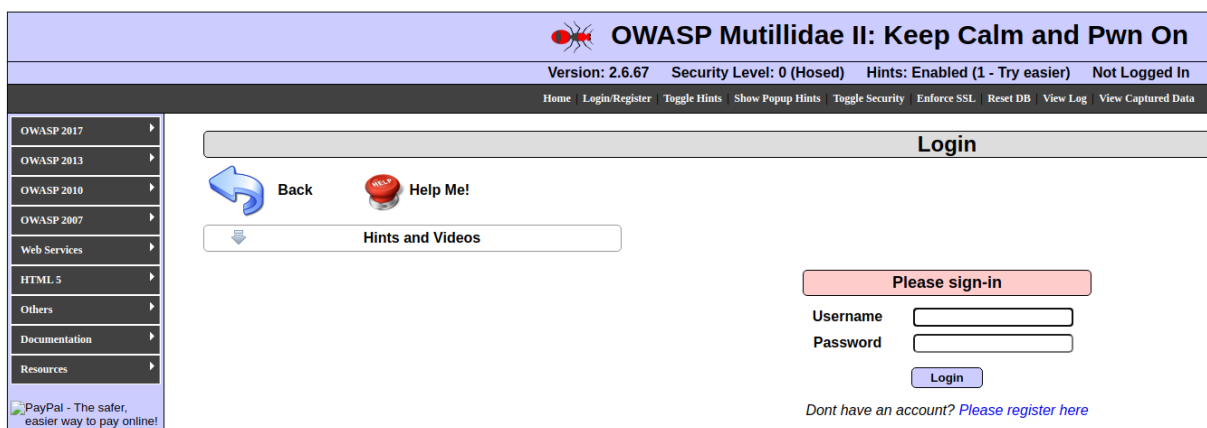 OWASP Mutillidae II: Keep Calm and Pwn On
Version: 2.6.67 Security Level: 0 (Hosed) Hints: Enabled (1 - Try easier) Not Logged In
Home | Login/Register | Toggle Hints | Show Popup Hints | Toggle Security | Enforce SSL | Reset DB | View Log | View Captured Data
OWASP 2017
OWASP 2013
OWASP 2010
OWASP 2007
Web Services
HTML 5
Others
Documentation
Resources
PayPal - The safer,
easier way to pay online!
Login
Back
HELP
Help Me!
Hints and Videos
Please sign-in
Username
Password
Login
Dont have an account? Please register here